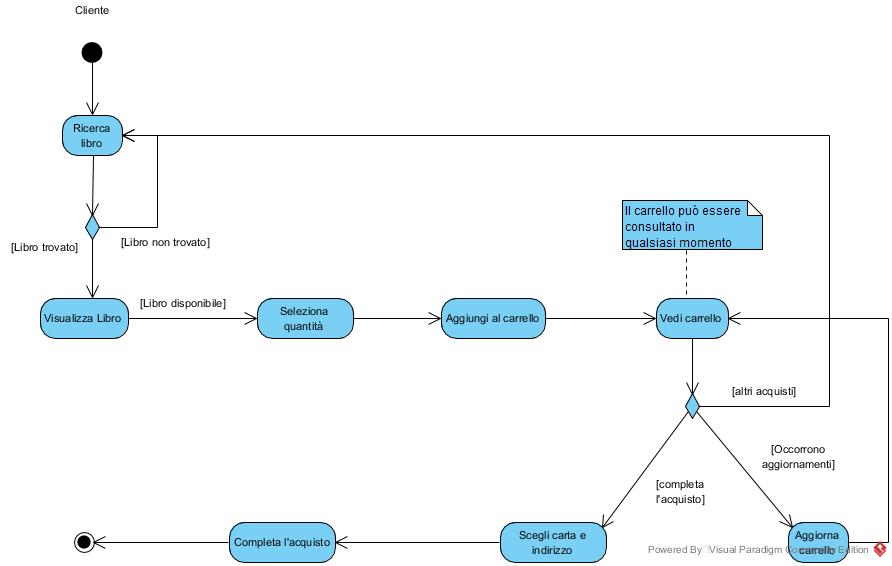 Cliente
Ricerca
libro
[Libro trovato]
[Libro non trovato]
Il carrello può essere
consultato in
qualsiasi momento
Visualizza Libro
[Libro disponibile]
Seleziona
quantità
Aggiungi al carrello
Vedi carrello
[altri acquisti]
[Occorrono
aggiornamenti]
[completa
l'acquisto]
Completa l'acquisto
Scegli carta e
indirizzo
Aggiorna
Powered By Visual Paradigm Community Edition